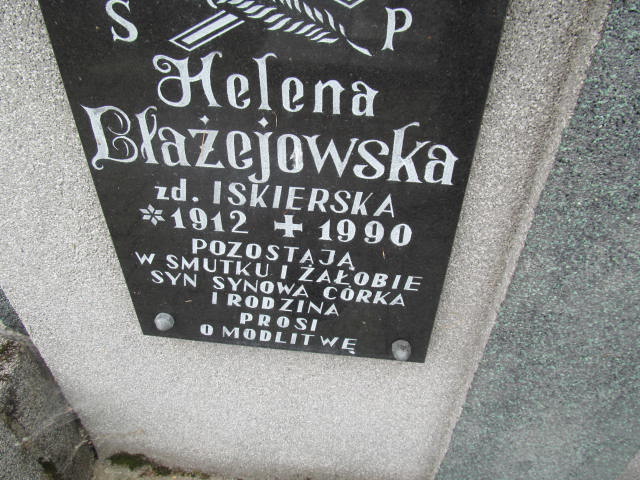 S P
Helena
Błażejowska
zd. ISKIERSKA
*1912 + 1990
POZOSTAJĄ
W SMUTKU I ŻAŁOBIE
SYN SYNOWA CÓRKA
I RODZINA
PROSI
O MODLITWĘ